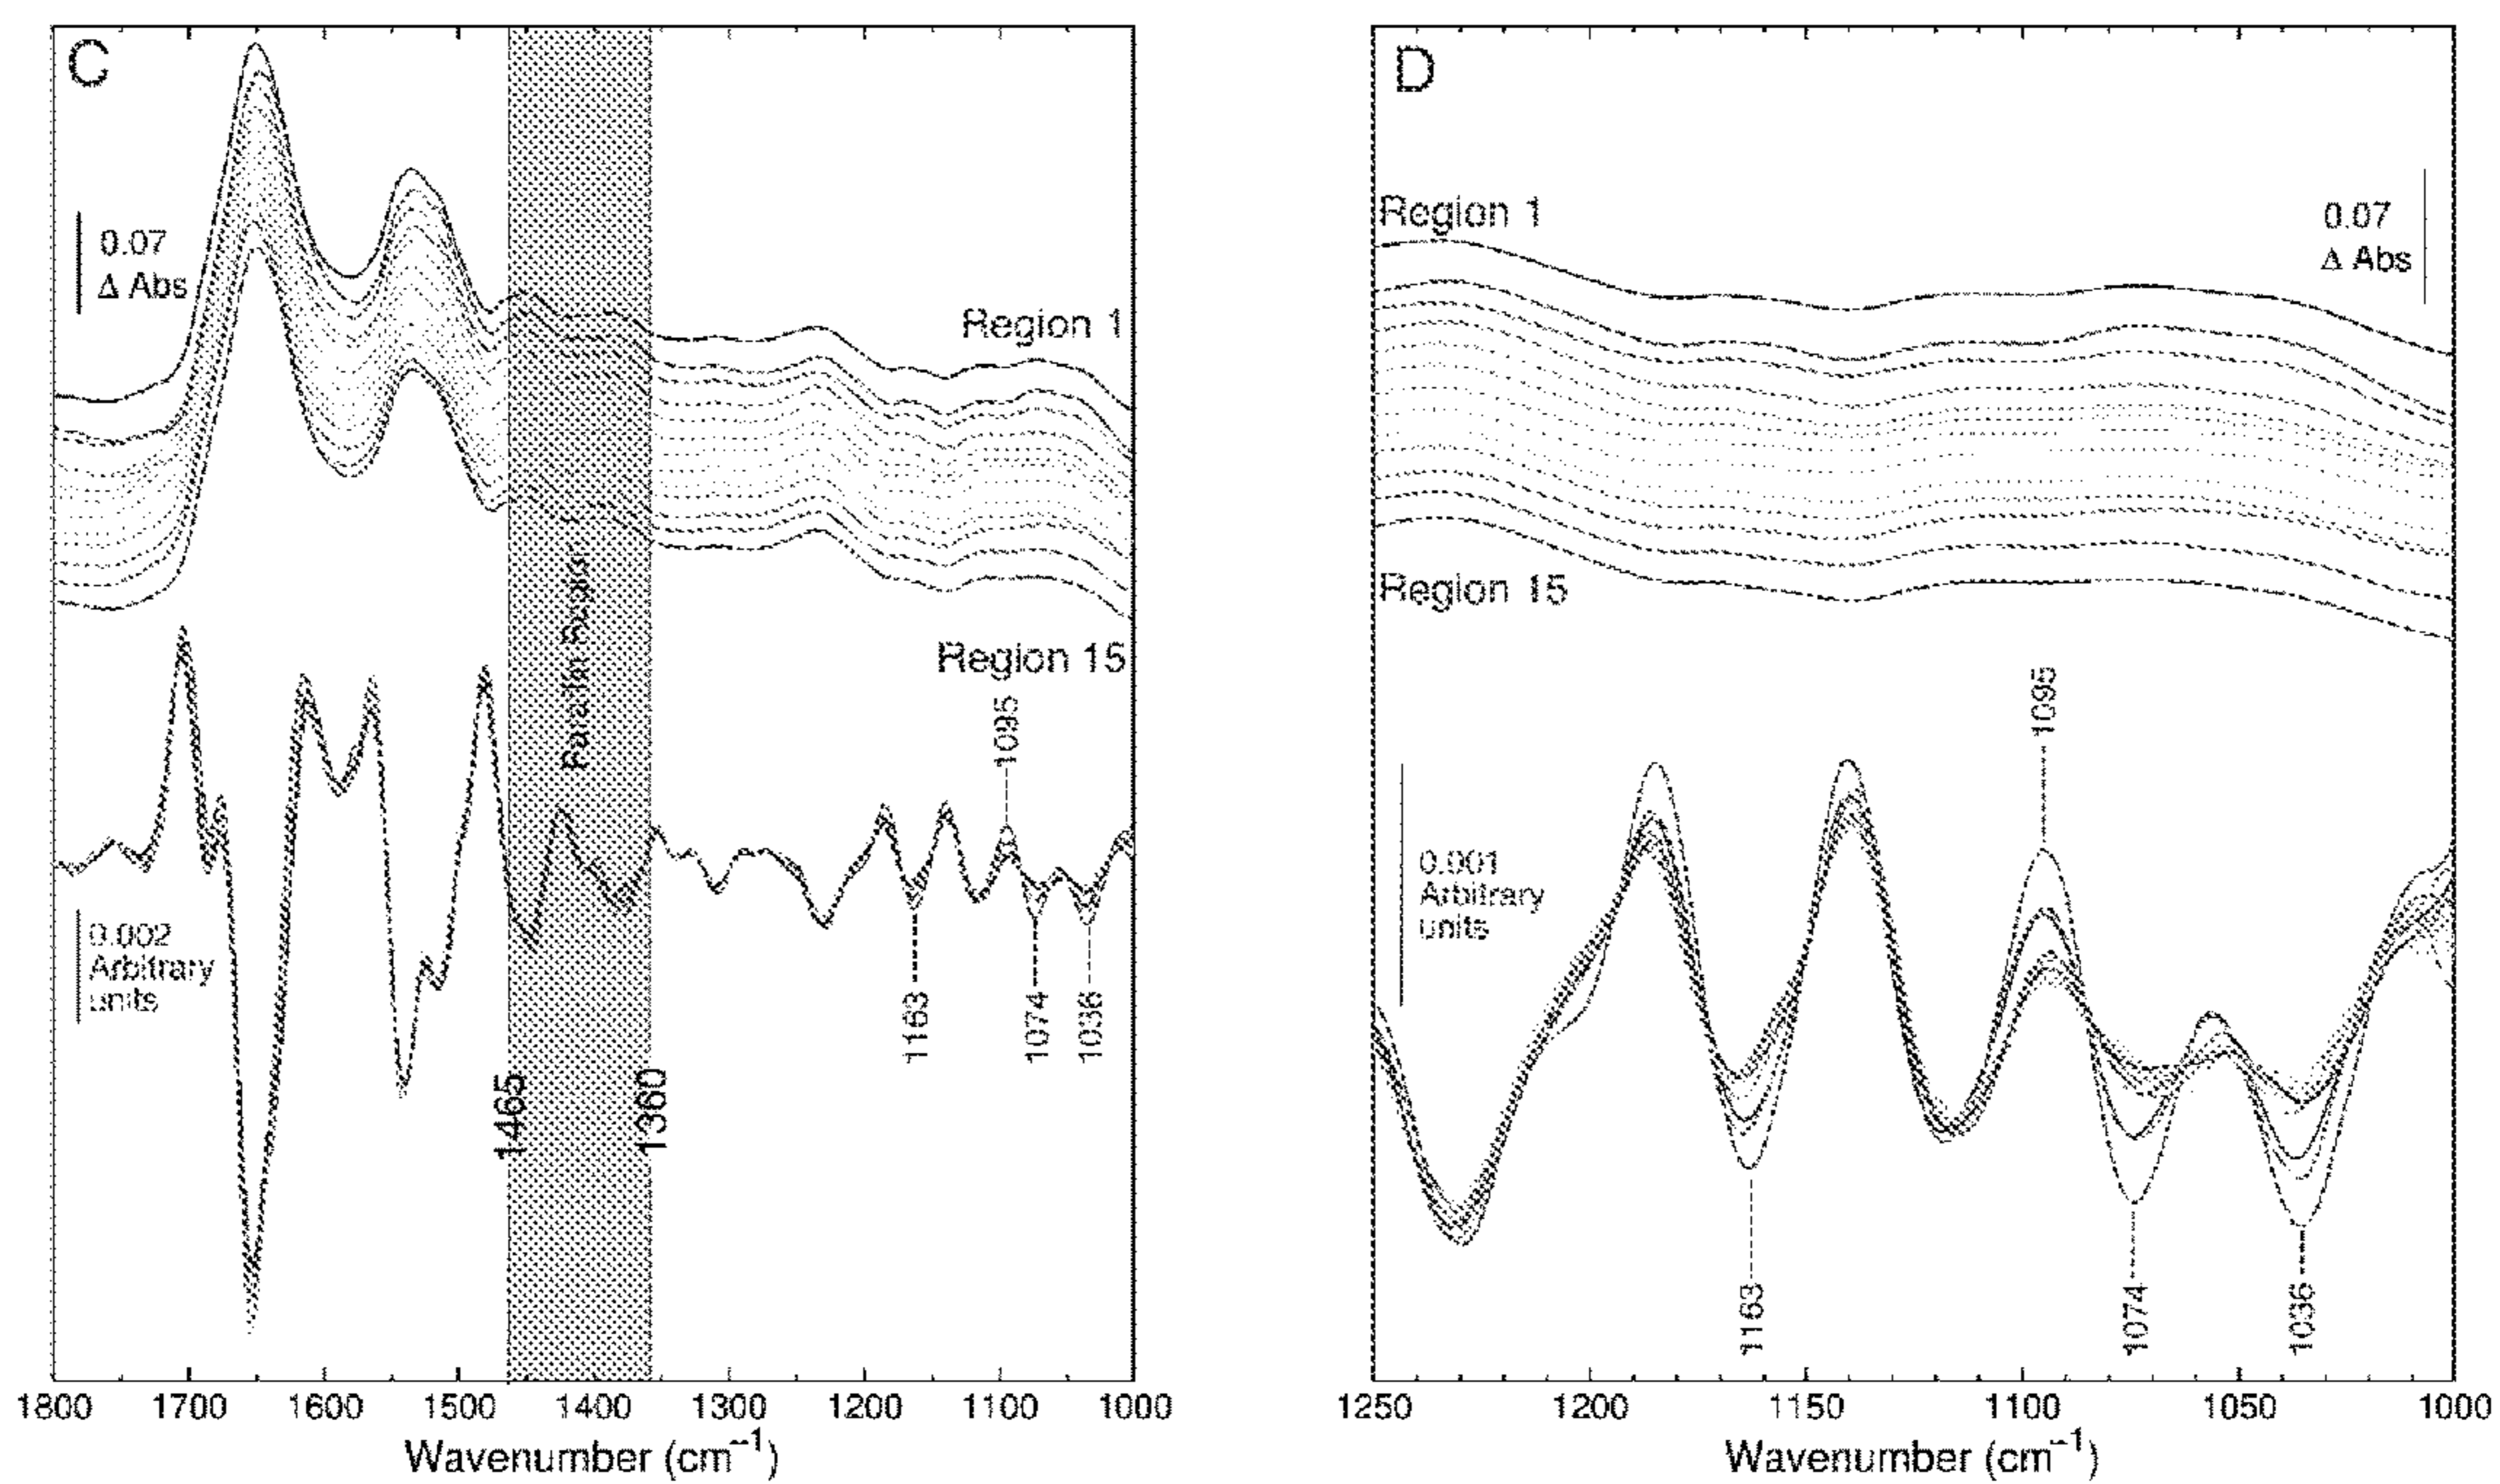 C
0.07
Δ Abs
Region 1
Region 15
Paraffin Region
1095
0.002
Arbitrary
units
1163
1074
1036
1465
1360
1800 1700 1600 1500 1400 1300 1200 1100 1000
Wavenumber (cm⁻¹)
D
Region 1
0.07
Δ Abs
Region 15
1095
0.001
Arbitrary
units
1163
1074
1036
1250 1200 1150 1100 1050 1000
Wavenumber (cm⁻¹)